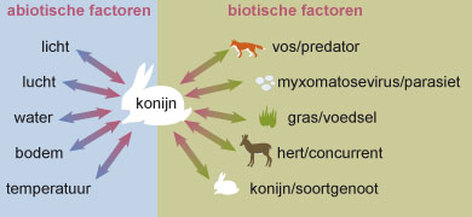 abiotische factoren
biotische factoren
licht
lucht
water
bodem
temperatuur
konijn
vos/predator
myxomatosevirus/parasiet
gras/voedsel
hert/concurrent
konijn/soortgenoot